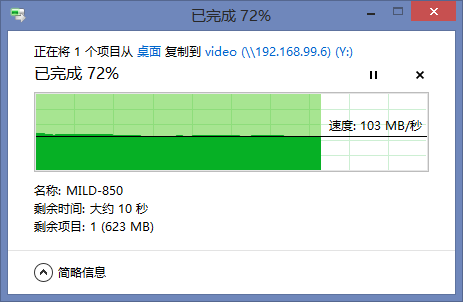 已完成 72%
正在将 1 个项目从 桌面 复制到 video (\\192.168.99.6) (Y:)
已完成 72%
速度: 103 MB/秒
名称: MILD-850
剩余时间: 大约 10 秒
剩余项目: 1 (623 MB)
简略信息